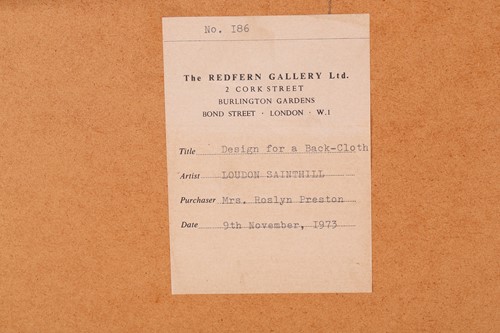 No. 186
The REDFERN GALLERY Ltd.
2 CORK STREET
BURLINGTON GARDENS
BOND STREET · LONDON · W.1
Title Design for a Back-Cloth
Artist LOUDON SAINTHILL
Purchaser Mrs. Roslyn Preston
Date 9th November, 1973